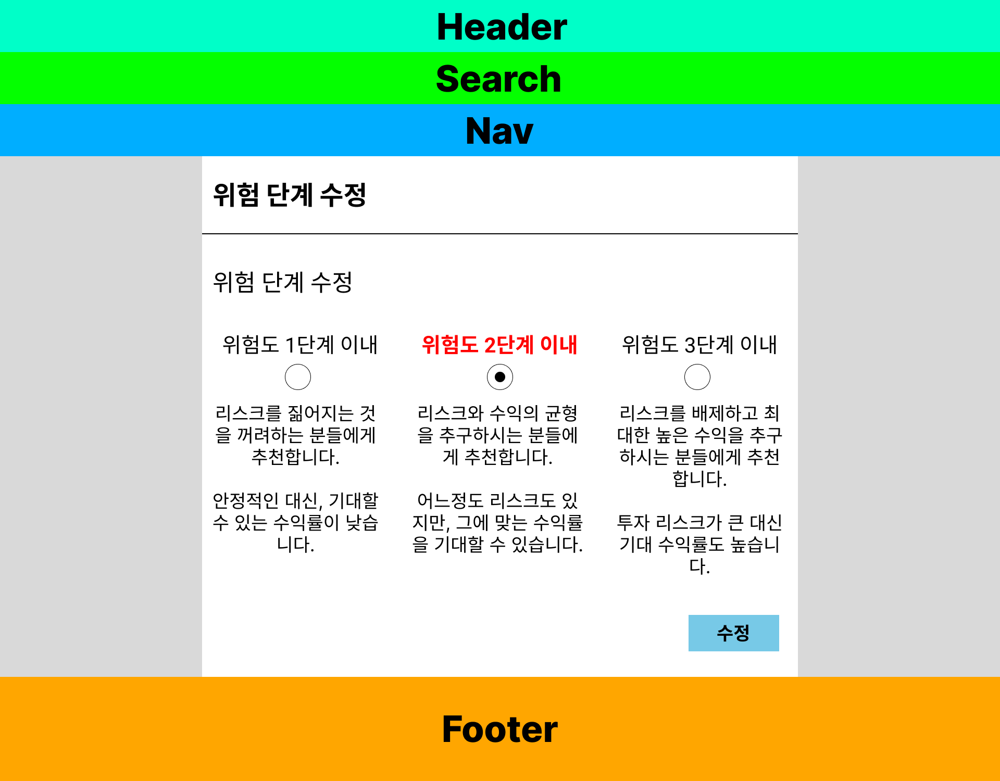 Header
Search
Nav
위험 단계 수정
위험 단계 수정
위험도 1단계 이내
리스크를 짊어지는 것
을 꺼려하는 분들에게
추천합니다.
안정적인 대신, 기대할
수 있는 수익률이 낮습
니다.
위험도 2단계 이내
리스크와 수익의 균형
을 추구하시는 분들에
게 추천합니다.
어느정도 리스크도 있
지만, 그에 맞는 수익률
을 기대할 수 있습니다.
위험도 3단계 이내
리스크를 배제하고 최
대한 높은 수익을 추구
하시는 분들에게 추천
합니다.
투자 리스크가 큰 대신
기대 수익률도 높습니
다.
수정
Footer